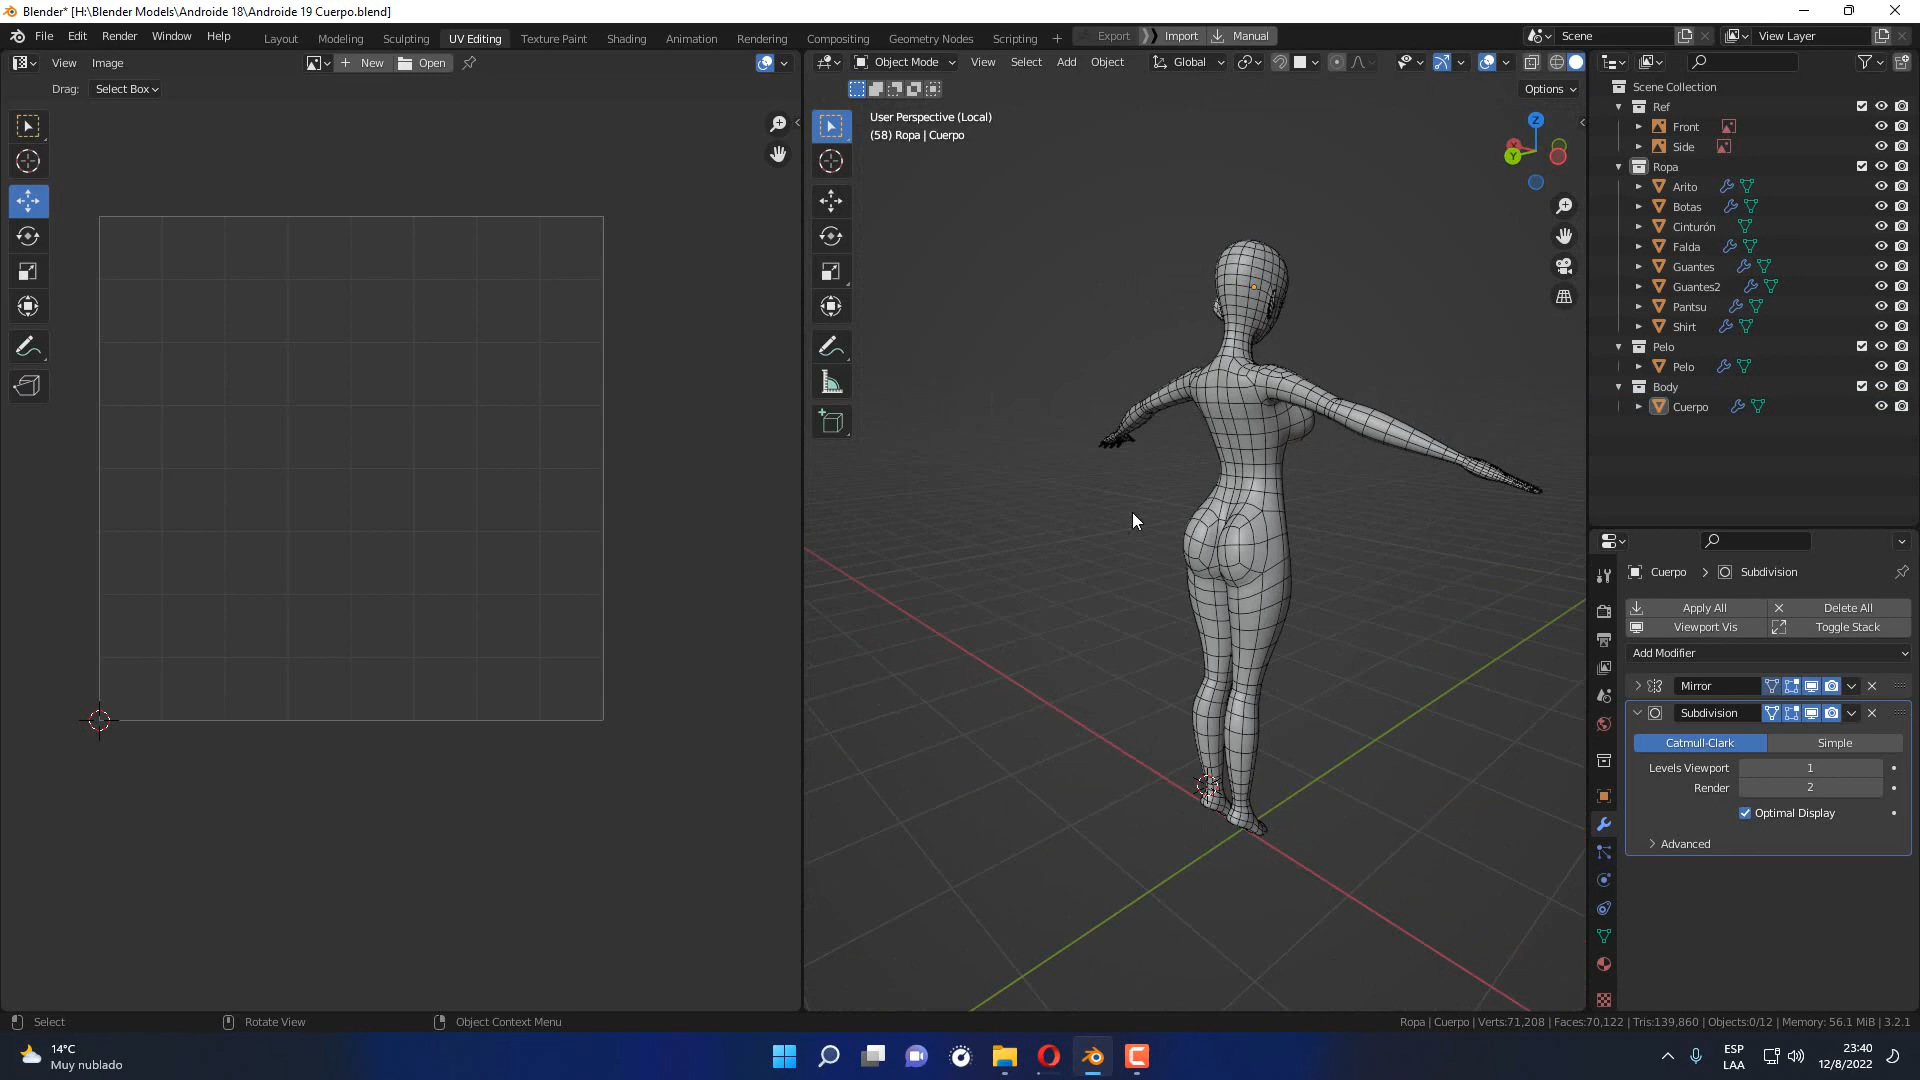 Blender* [H:\Blender Models\Androide 18\Androide 19 Cuerpo.blend]
File Edit Render Window Help Layout Modeling Sculpting UV Editing Texture Paint Shading Animation Rendering Compositing Geometry Nodes Scripting + Export Import Manual Scene View Layer
View Image New Open Object Mode View Select Add Object Global
Drag: Select Box Options
User Perspective (Local)
(58) Ropa | Cuerpo
Z
Y
Scene Collection
Ref
Front
Side
Ropa
Arito
Botas
Cinturón
Falda
Guantes
Guantes2
Pantsu
Shirt
Pelo
Pelo
Body
Cuerpo
Cuerpo > Subdivision
Apply All Delete All
Viewport Vis Toggle Stack
Add Modifier
Mirror
Subdivision
Catmull-Clark Simple
Levels Viewport 1
Render 2
Optimal Display
Advanced
Select Rotate View Object Context Menu Ropa | Cuerpo | Verts:71,208 | Faces:70,122 | Tris:139,860 | Objects:0/12 | Memory: 56.1 MiB | 3.2.1
14°C
Muy nublado
ESP
LAA
23:40
12/8/2022